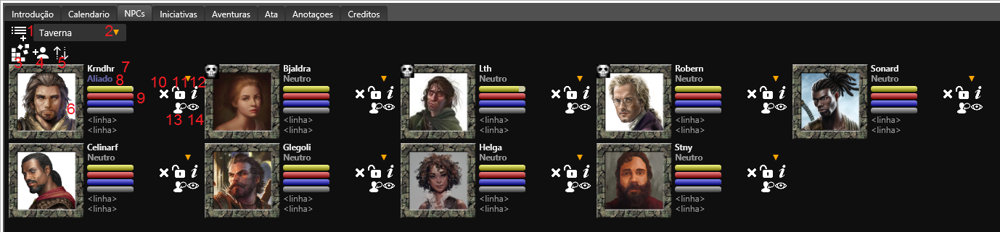 Introdução Calendario NPCs Iniciativas Aventuras Ata Anotaçoes Creditos
1 Taverna 2
3 4 5
Krndhr 7
Aliado 8
6 9
10 11 12
13 14
<linha>
<linha>
Bjaldra
Neutro
<linha>
<linha>
Lth
Neutro
<linha>
<linha>
Robern
Neutro
<linha>
<linha>
Sonard
Neutro
<linha>
<linha>
Celinarf
Neutro
<linha>
<linha>
Glegoli
Neutro
<linha>
<linha>
Helga
Neutro
<linha>
<linha>
Stny
Neutro
<linha>
<linha>